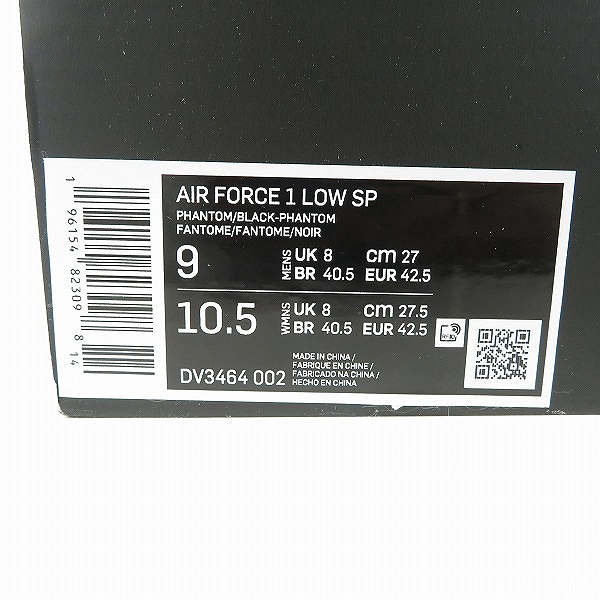 AIR FORCE 1 LOW SP
PHANTOM/BLACK-PHANTOM
FANTOME/FANTOME/NOIR
9 MENS UK 8 cm 27
BR 40.5 EUR 42.5
10.5 WMNS UK 8 cm 27.5
BR 40.5 EUR 42.5
DV3464 002
MADE IN CHINA /
FABRIQUE EN CHINE /
FABRICADO NA CHINA /
HECHO EN CHINA
1 96154 82309 8 14